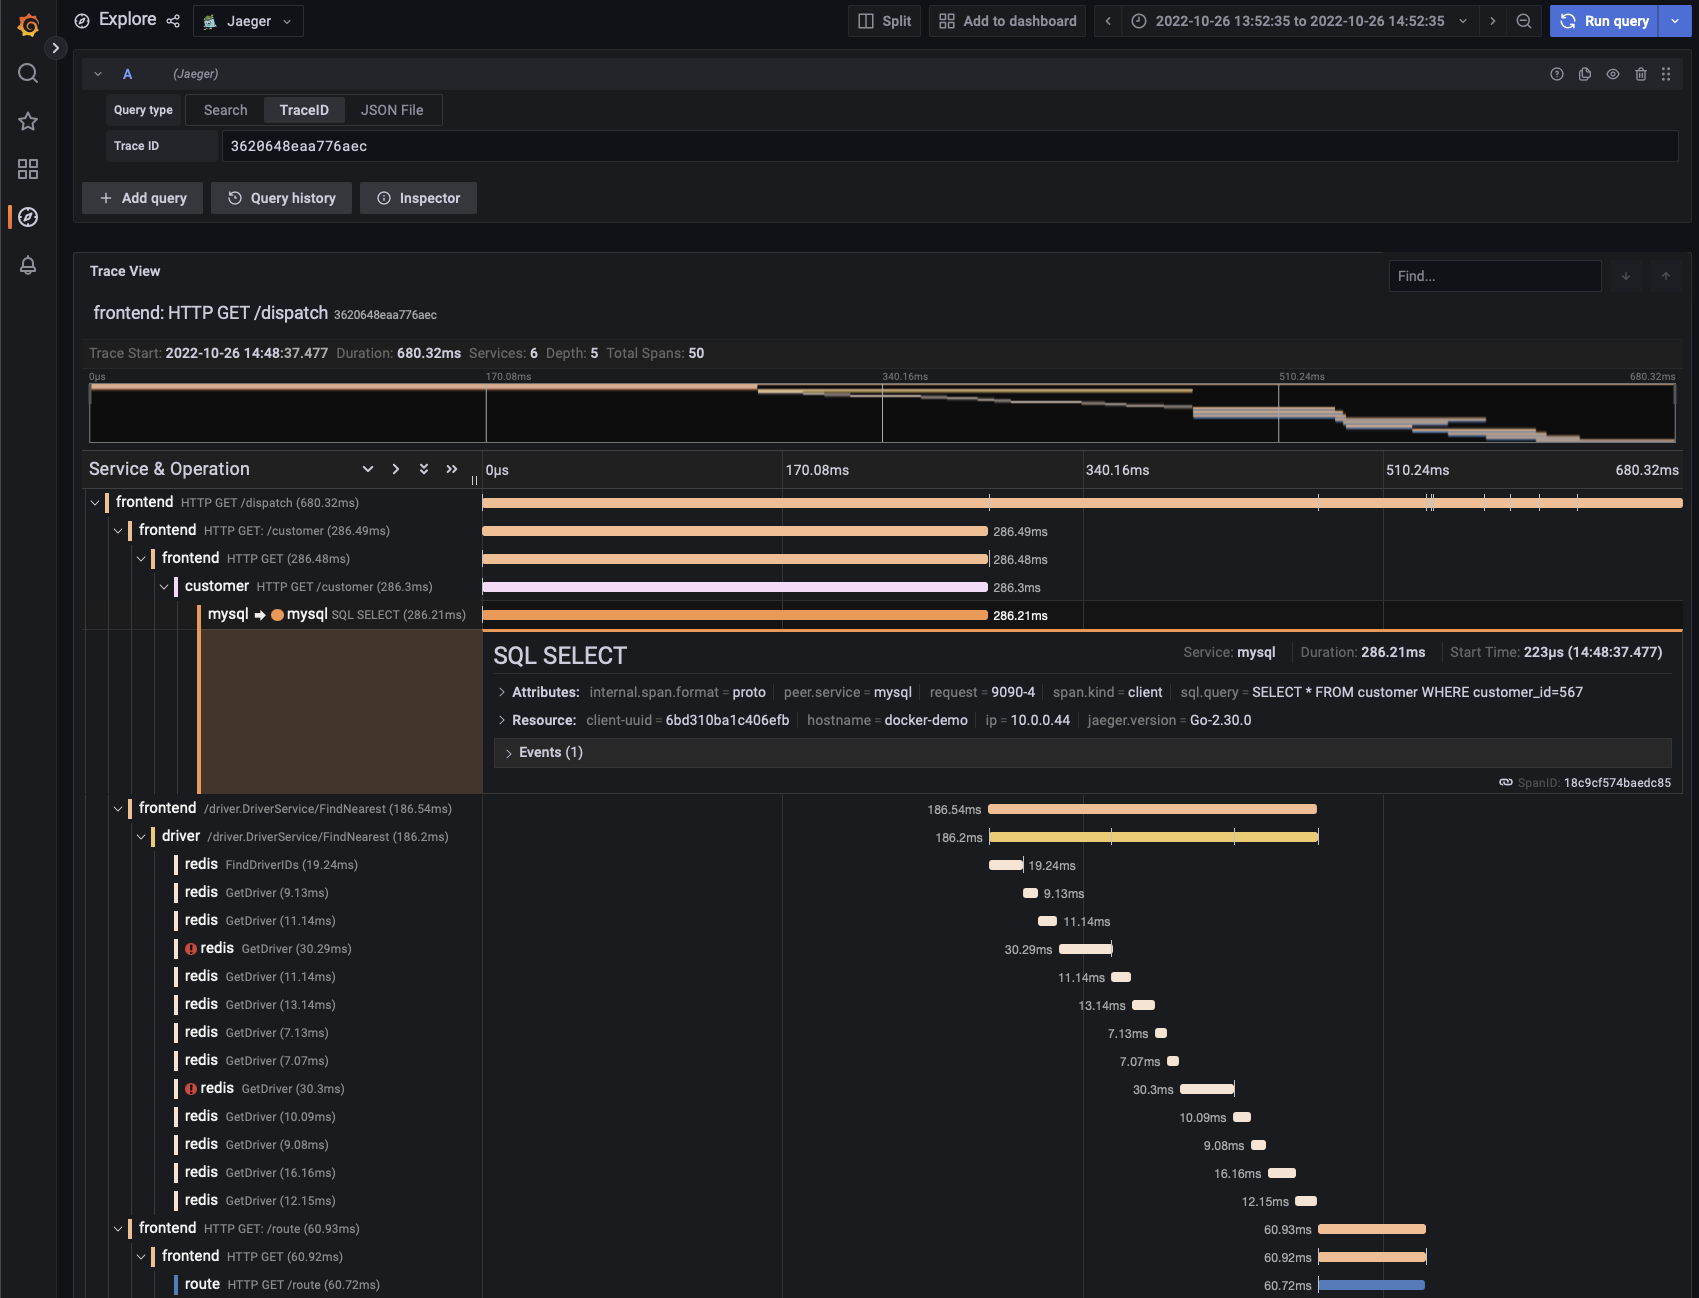 Explore Jaeger Split Add to dashboard 2022-10-26 13:52:35 to 2022-10-26 14:52:35 Run query
A (Jaeger)
Query type Search TraceID JSON File
Trace ID 3620648eaa776aec
+ Add query Query history Inspector
Trace View Find...
frontend: HTTP GET /dispatch 3620648eaa776aec
Trace Start: 2022-10-26 14:48:37.477 Duration: 680.32ms Services: 6 Depth: 5 Total Spans: 50
0μs 170.08ms 340.16ms 510.24ms 680.32ms
Service & Operation 0μs 170.08ms 340.16ms 510.24ms 680.32ms
frontend HTTP GET /dispatch (680.32ms)
frontend HTTP GET: /customer (286.49ms) 286.49ms
frontend HTTP GET (286.48ms) 286.48ms
customer HTTP GET /customer (286.3ms) 286.3ms
mysql mysql SQL SELECT (286.21ms) 286.21ms
SQL SELECT Service: mysql Duration: 286.21ms Start Time: 223μs (14:48:37.477)
Attributes: internal.span.format = proto peer.service = mysql request = 9090-4 span.kind = client sql.query = SELECT * FROM customer WHERE customer_id=567
Resource: client-uuid = 6bd310ba1c406efb hostname = docker-demo ip = 10.0.0.44 jaeger.version = Go-2.30.0
Events (1)
SpanID: 18c9cf574baedc85
frontend /driver.DriverService/FindNearest (186.54ms) 186.54ms
driver /driver.DriverService/FindNearest (186.2ms) 186.2ms
redis FindDriverIDs (19.24ms) 19.24ms
redis GetDriver (9.13ms) 9.13ms
redis GetDriver (11.14ms) 11.14ms
redis GetDriver (30.29ms) 30.29ms
redis GetDriver (11.14ms) 11.14ms
redis GetDriver (13.14ms) 13.14ms
redis GetDriver (7.13ms) 7.13ms
redis GetDriver (7.07ms) 7.07ms
redis GetDriver (30.3ms) 30.3ms
redis GetDriver (10.09ms) 10.09ms
redis GetDriver (9.08ms) 9.08ms
redis GetDriver (16.16ms) 16.16ms
redis GetDriver (12.15ms) 12.15ms
frontend HTTP GET: /route (60.93ms) 60.93ms
frontend HTTP GET (60.92ms) 60.92ms
route HTTP GET /route (60.72ms) 60.72ms